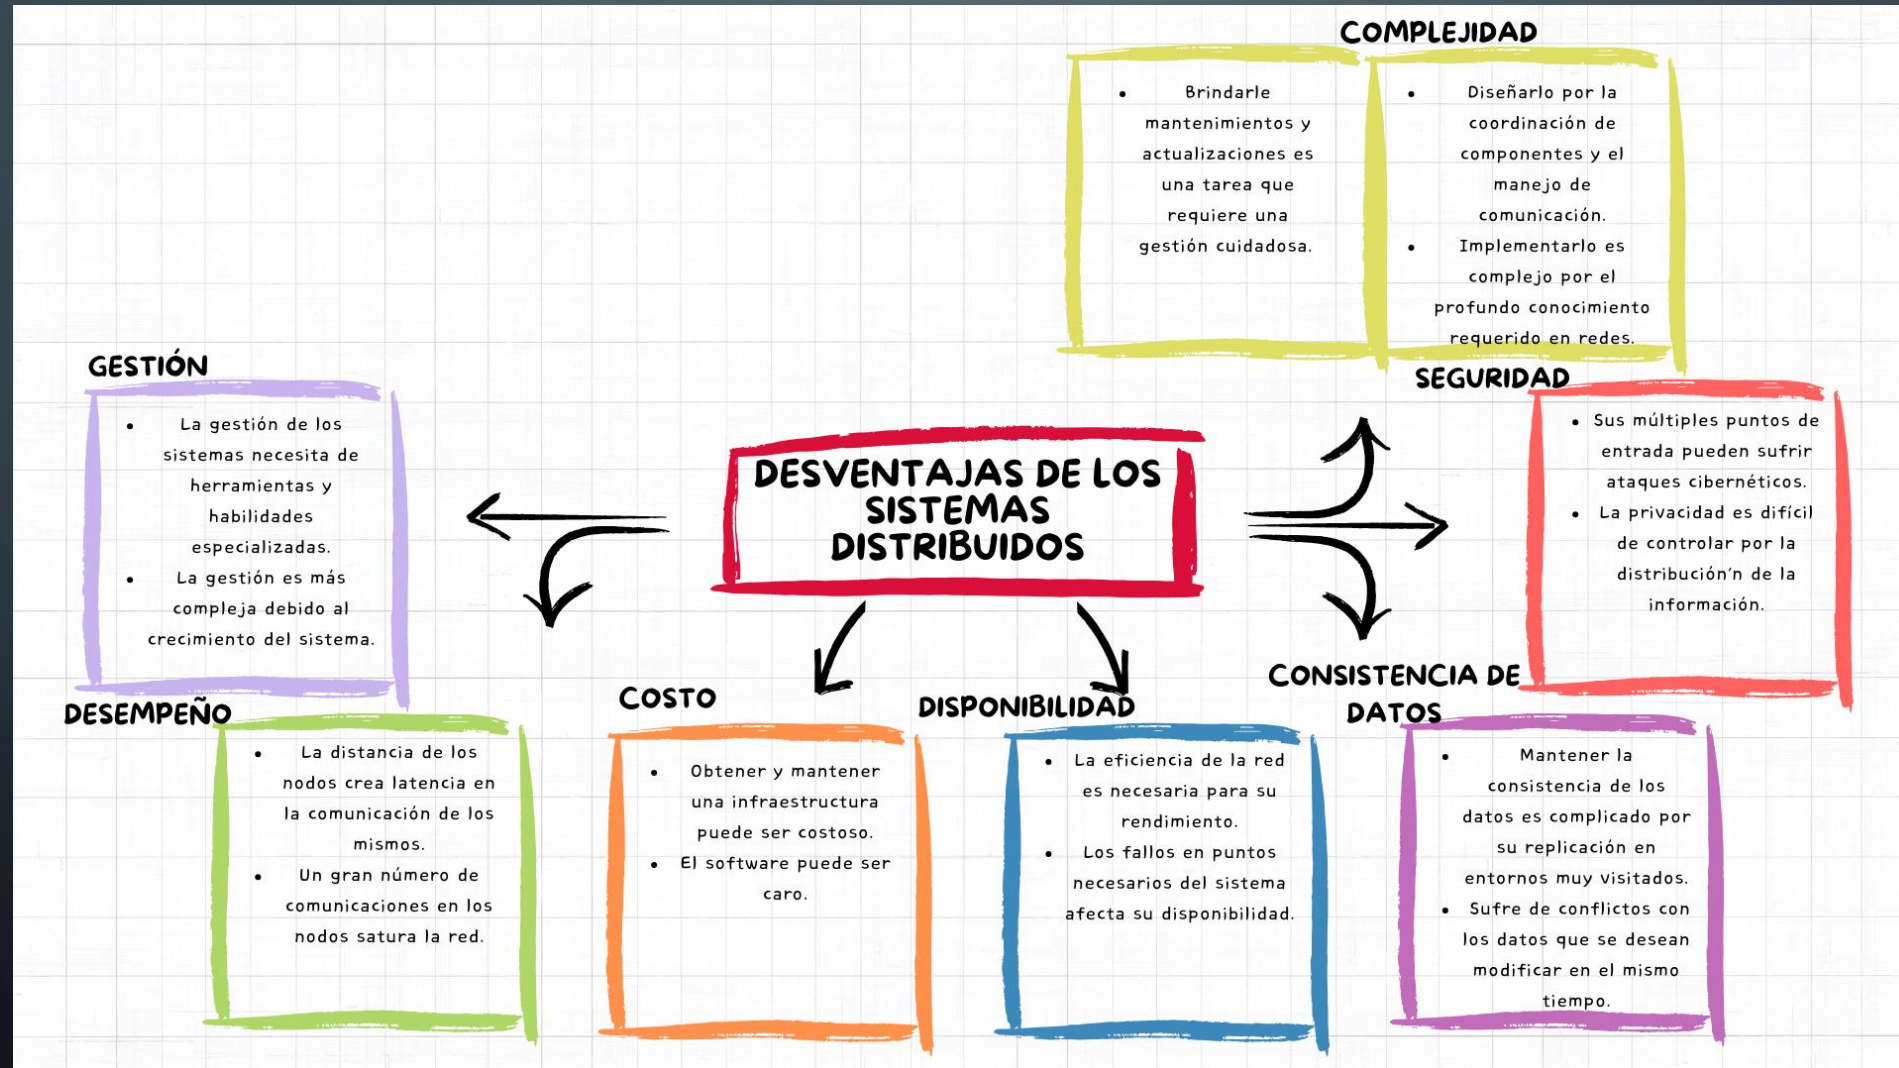 COMPLEJIDAD
• Brindarle
mantenimientos y
actualizaciones es
una tarea que
requiere una
gestión cuidadosa.
• Diseñarlo por la
coordinación de
componentes y el
manejo de
comunicación.
• Implementarlo es
complejo por el
profundo conocimiento
requerido en redes.
GESTIÓN
• La gestión de los
sistemas necesita de
herramientas y
habilidades
especializadas.
• La gestión es más
compleja debido al
crecimiento del sistema.
DESVENTAJAS DE LOS
SISTEMAS
DISTRIBUIDOS
SEGURIDAD
• Sus múltiples puntos de
entrada pueden sufrir
ataques cibernéticos.
• La privacidad es difícil
de controlar por la
distribución'n de la
información.
DESEMPEÑO
• La distancia de los
nodos crea latencia en
la comunicación de los
mismos.
• Un gran número de
comunicaciones en los
nodos satura la red.
COSTO
• Obtener y mantener
una infraestructura
puede ser costoso.
• El software puede ser
caro.
DISPONIBILIDAD
• La eficiencia de la red
es necesaria para su
rendimiento.
• Los fallos en puntos
necesarios del sistema
afecta su disponibilidad.
CONSISTENCIA DE
DATOS
• Mantener la
consistencia de los
datos es complicado por
su replicación en
entornos muy visitados.
• Sufre de conflictos con
los datos que se desean
modificar en el mismo
tiempo.